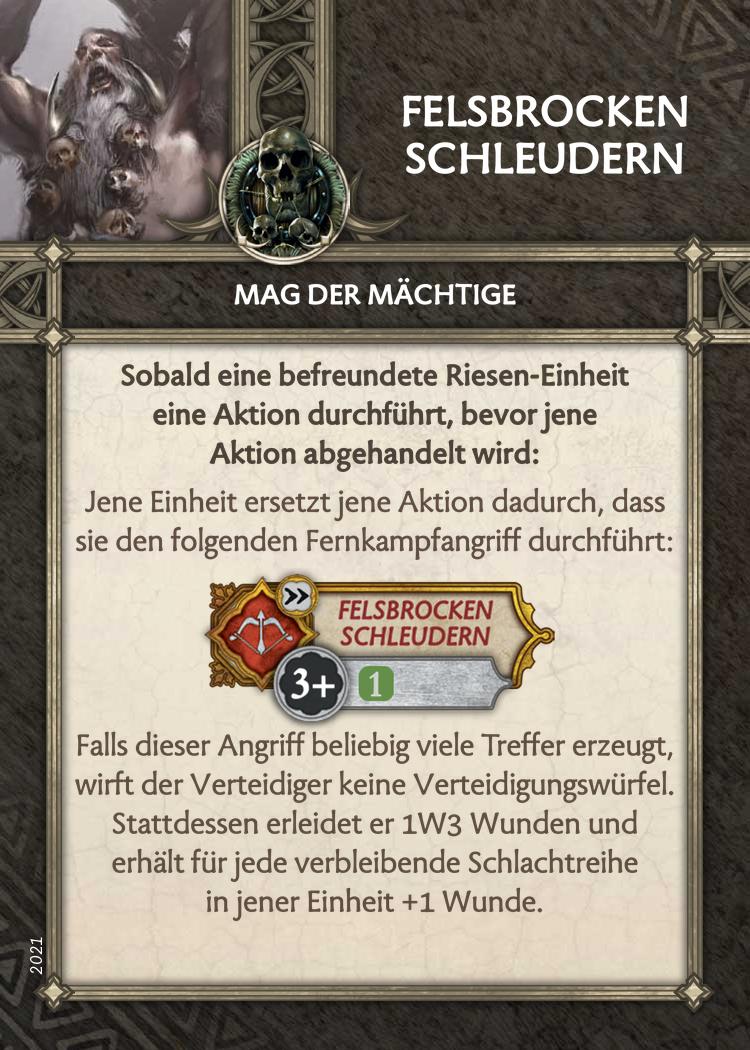 FELSBROCKEN
SCHLEUDERN
MAG DER MÄCHTIGE
Sobald eine befreundete Riesen-Einheit
eine Aktion durchführt, bevor jene
Aktion abgehandelt wird:
Jene Einheit ersetzt jene Aktion dadurch, dass
sie den folgenden Fernkampfangriff durchführt:
FELSBROCKEN
SCHLEUDERN
3+ 1
Falls dieser Angriff beliebig viele Treffer erzeugt,
wirft der Verteidiger keine Verteidigungswürfel.
Stattdessen erleidet er 1W3 Wunden und
erhält für jede verbleibende Schlachtreihe
in jener Einheit +1 Wunde.
2021